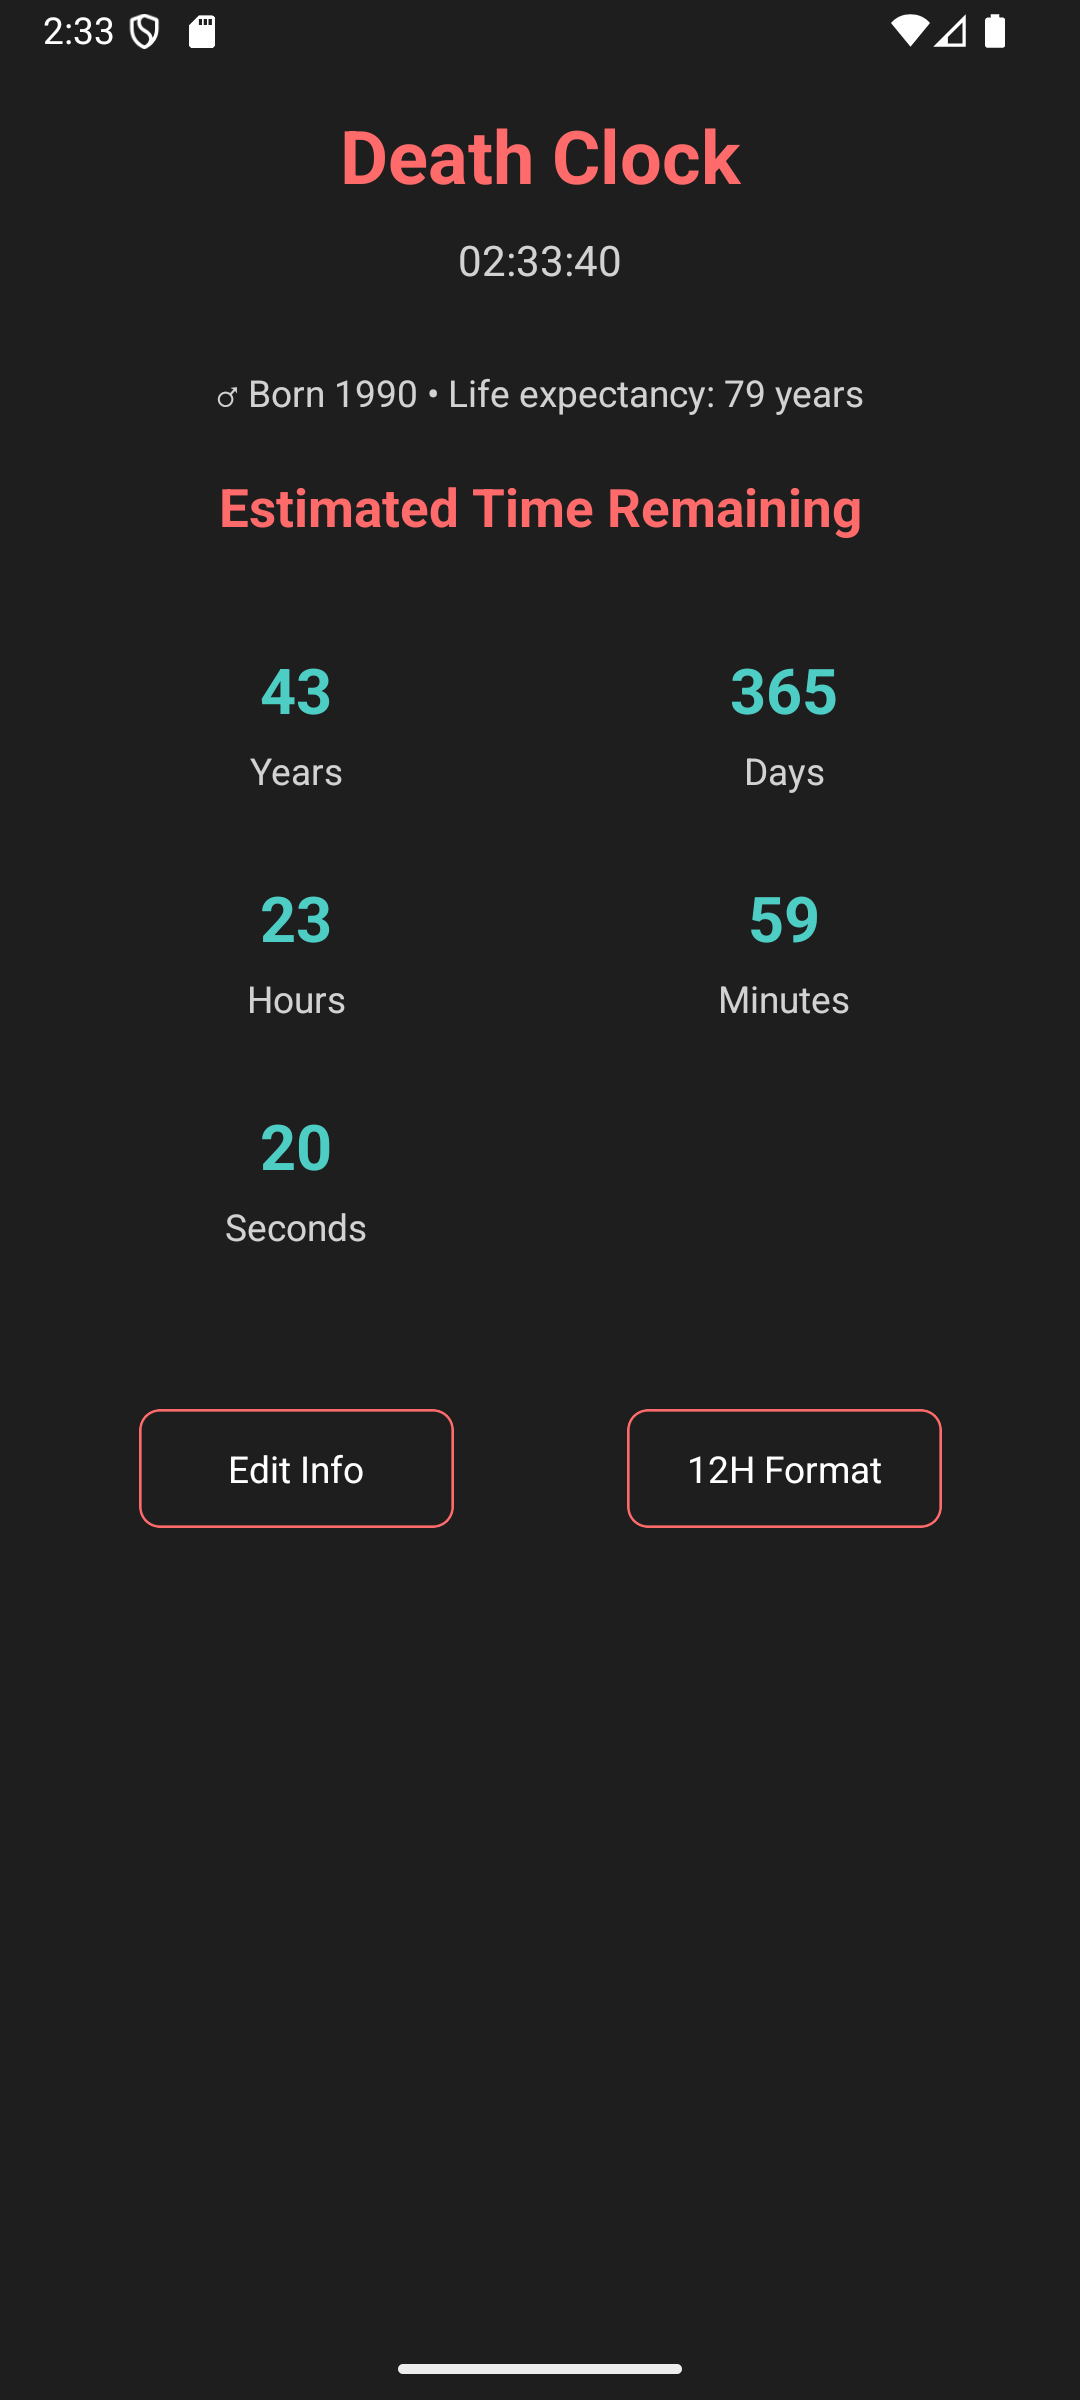 2:33
Death Clock
02:33:40
♂ Born 1990 • Life expectancy: 79 years
Estimated Time Remaining
43 365
Years Days
23 59
Hours Minutes
20
Seconds
Edit Info 12H Format